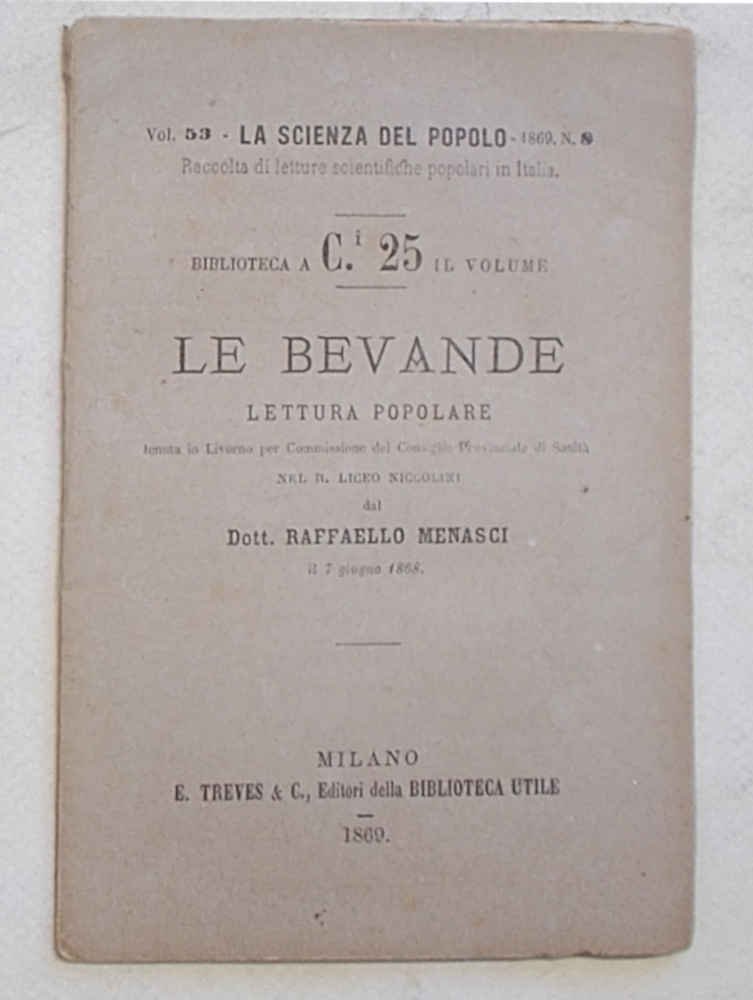 Vol. 53 - LA SCIENZA DEL POPOLO - 1869. N. 8
Raccolta di letture scientifiche popolari in Italia.
BIBLIOTECA A C.i 25 IL VOLUME
LE BEVANDE
LETTURA POPOLARE
tenuta in Livorno per Commissione del Consiglio Provinciale di Sanità
NEL R. LICEO NICCOLINI
dal
Dott. RAFFAELLO MENASCI
il 7 giugno 1868.
MILANO
E. TREVES & C., Editori della BIBLIOTECA UTILE
1869.